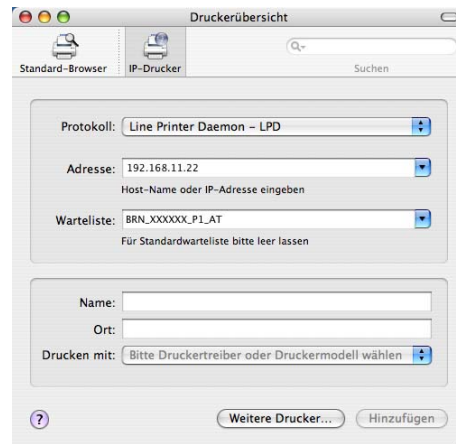 Druckerübersicht
Standard-Browser
IP-Drucker
Suchen
Protokoll: Line Printer Daemon – LPD
Adresse: 192.168.11.22
Host-Name oder IP-Adresse eingeben
Warteliste: BRN_XXXXXX_P1_AT
Für Standardwarteliste bitte leer lassen
Name:
Ort:
Drucken mit: Bitte Druckertreiber oder Druckermodell wählen
? Weitere Drucker... Hinzufügen